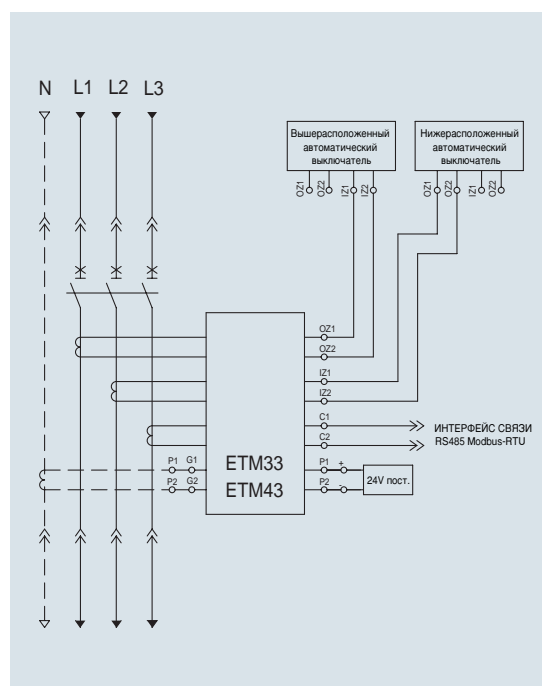 N L1 L2 L3
Вышерасположенный
автоматический
выключатель
Нижерасположенный
автоматический
выключатель
OZ1 OZ2 IZ1 IZ2
OZ1 OZ2 IZ1 OZ2
OZ1
OZ2
IZ1
IZ2
C1
C2
ИНТЕРФЕЙС СВЯЗИ
RS485 Modbus-RTU
P1 G1
P2 G2
ETM33
ETM43
P1 +
P2 -
24V пост.